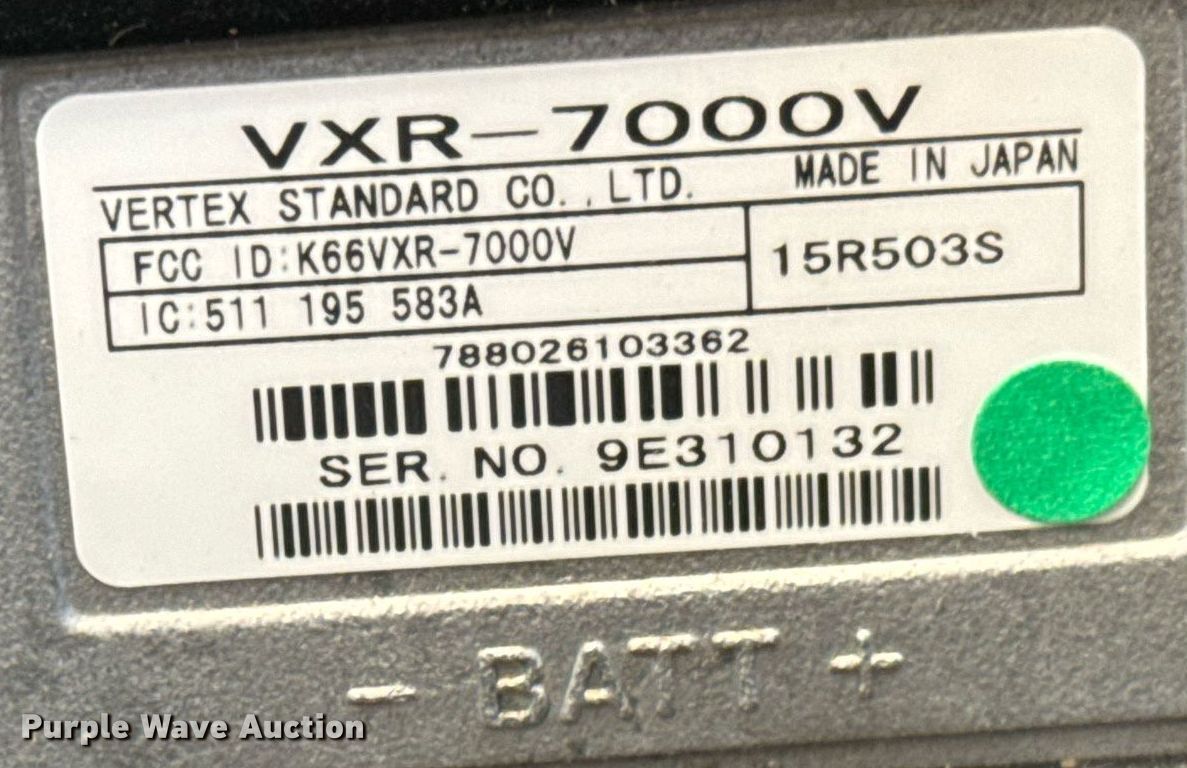 VXR-7000V
VERTEX STANDARD CO.,LTD. MADE IN JAPAN
FCC ID:K66VXR-7000V
15R503S
IC:511 195 583A
788026103362
SER. NO. 9E310132
- BATT +
Purple Wave Auction